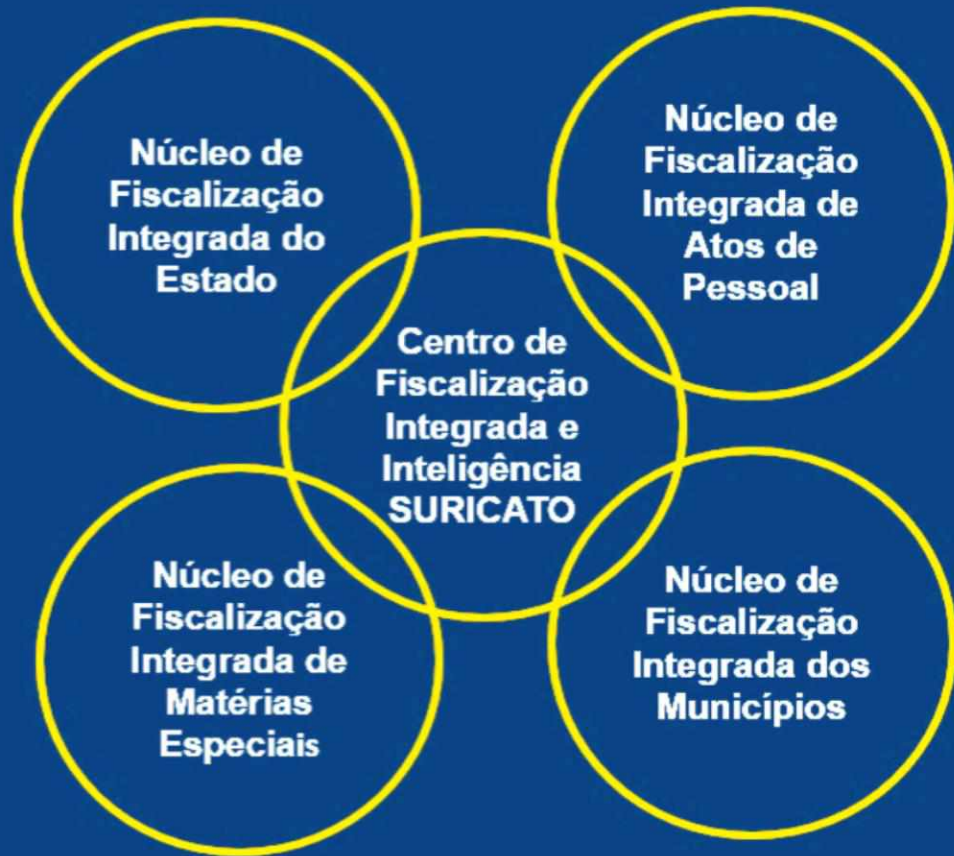 Núcleo de
Fiscalização
Integrada do
Estado
Núcleo de
Fiscalização
Integrada de
Atos de
Pessoal
Centro de
Fiscalização
Integrada e
Inteligência
SURICATO
Núcleo de
Fiscalização
Integrada de
Matérias
Especiais
Núcleo de
Fiscalização
Integrada dos
Municípios